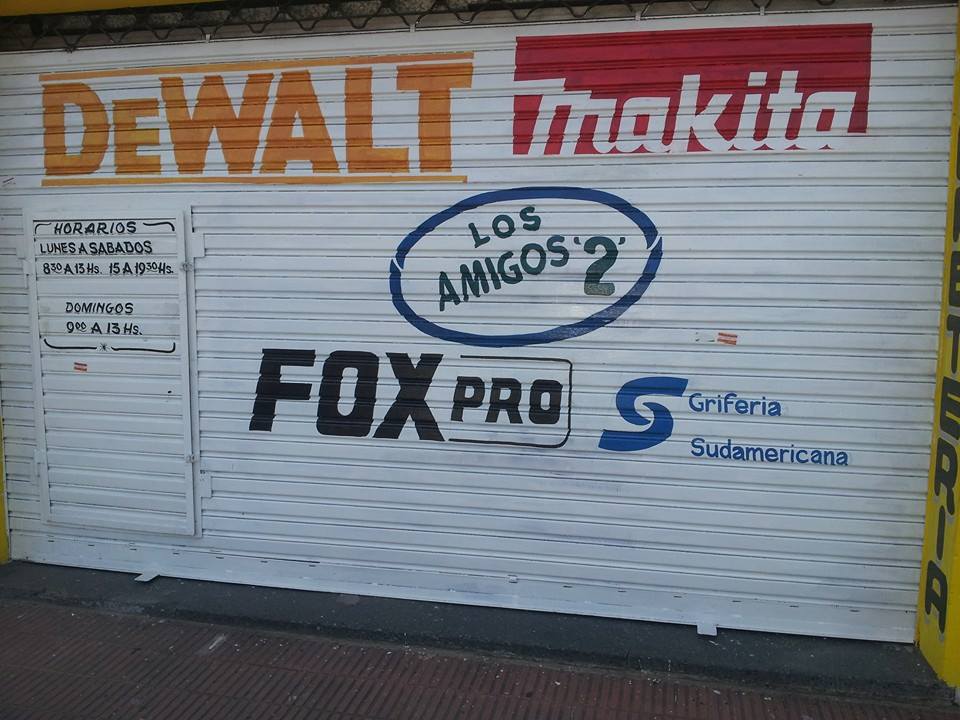 DEWALT
makita
HORARIOS
LUNES A SABADOS
8³⁰ A 13 Hs. 15 A 19³⁰ Hs.
DOMINGOS
9⁰⁰ A 13 Hs.
LOS
AMIGOS "2"
FOX PRO
S Griferia
Sudamericana